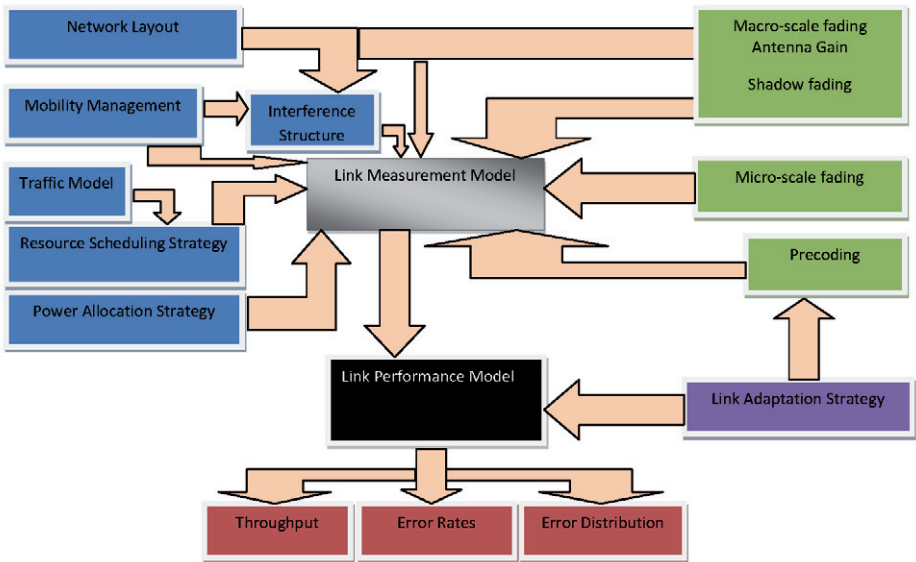 Network Layout
Macro-scale fading
Antenna Gain
Shadow fading
Mobility Management
Interference
Structure
Link Measurement Model
Traffic Model
Micro-scale fading
Resource Scheduling Strategy
Precoding
Power Allocation Strategy
Link Performance Model
Link Adaptation Strategy
Throughput
Error Rates
Error Distribution